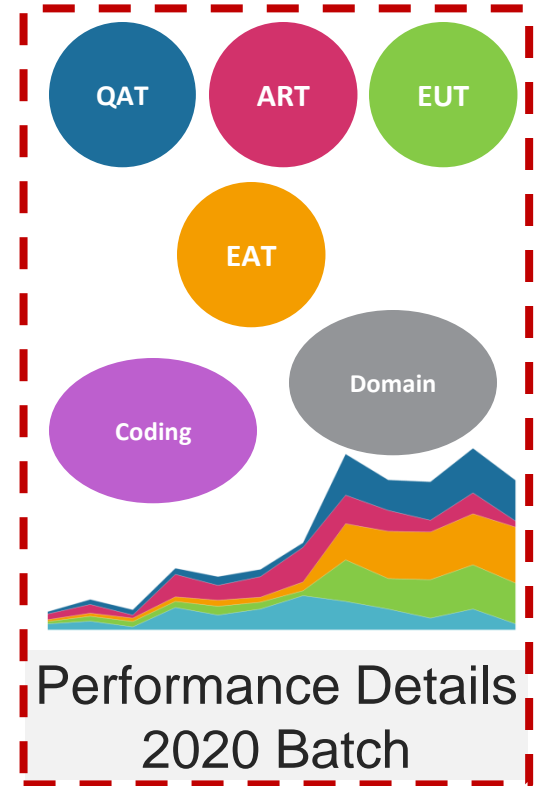 QAT
ART
EUT
EAT
Domain
Coding
Performance Details
2020 Batch